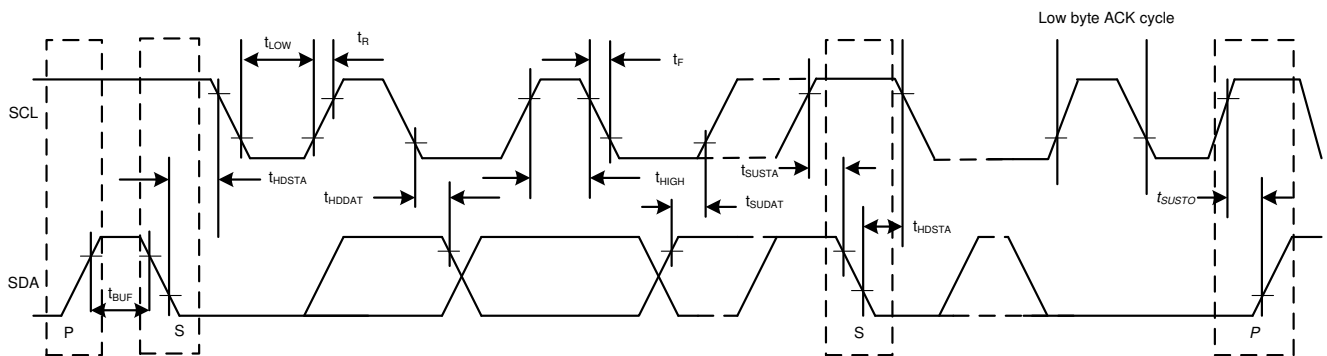 Low byte ACK cycle
tLOW
tR
tF
SCL
tHDSTA
tHDDAT
tHIGH
tSUDAT
tSUSTA
tHDSTA
tSUSTO
SDA
tBUF
P
S
S
P